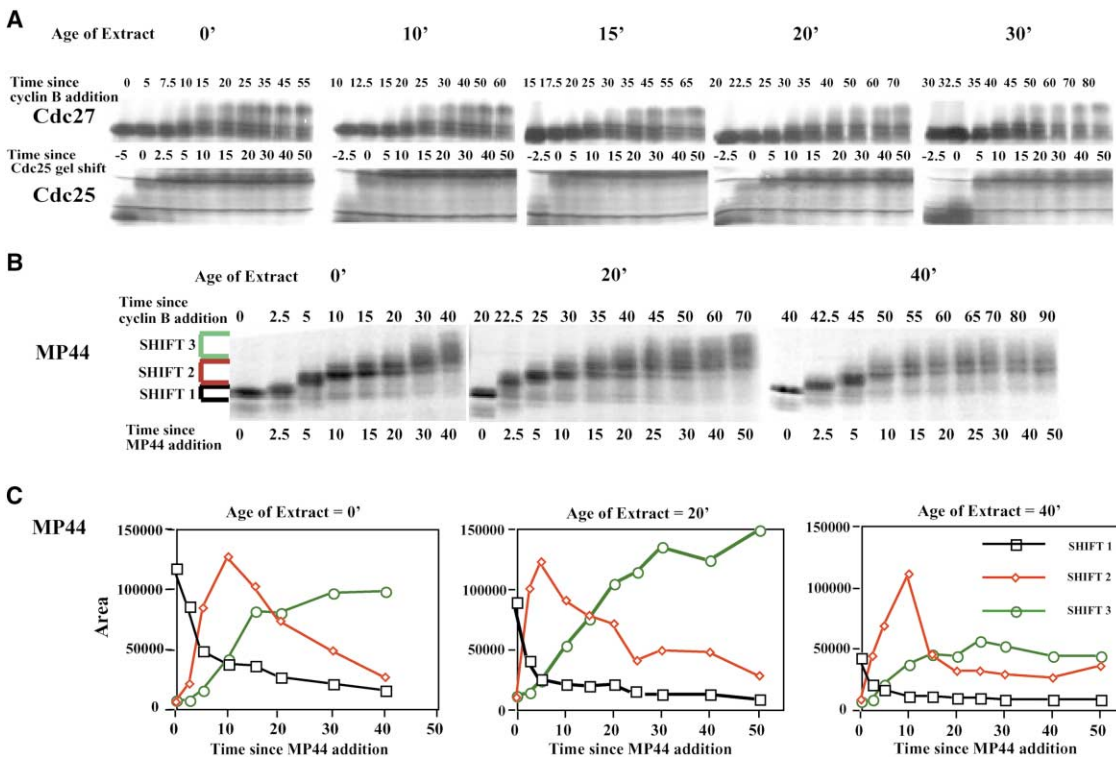 A
Age of Extract 0’ 10’ 15’ 20’ 30’
Time since cyclin B addition
0 5 7.5 10 15 20 25 35 45 55
10 12.5 15 20 25 30 35 40 50 60
15 17.5 20 25 30 35 45 55 65
20 22.5 25 30 35 40 50 60 70
30 32.5 35 40 45 50 60 70 80
Cdc27
Time since Cdc25 gel shift
-5 0 2.5 5 10 15 20 30 40 50
-2.5 0 5 10 15 20 30 40 50
-2.5 0 5 10 15 20 30 40 50
-2.5 0 5 10 15 20 30 40 50
-2.5 0 5 10 15 20 30 40 50
Cdc25
B
Age of Extract 0’ 20’ 40’
Time since cyclin B addition
0 2.5 5 10 15 20 30 40
20 22.5 25 30 35 40 45 50 60 70
40 42.5 45 50 55 60 65 70 80 90
MP44
SHIFT 3
SHIFT 2
SHIFT 1
Time since MP44 addition
0 2.5 5 10 15 20 30 40
0 2.5 5 10 15 20 25 30 40 50
0 2.5 5 10 15 20 25 30 40 50
C
MP44
Age of Extract = 0’
150000
100000
50000
0
Area
0 10 20 30 40 50
Time since MP44 addition
Age of Extract = 20’
150000
100000
50000
0
0 10 20 30 40 50
Time since MP44 addition
Age of Extract = 40’
150000
100000
50000
0
0 10 20 30 40 50
Time since MP44 addition
SHIFT 1
SHIFT 2
SHIFT 3